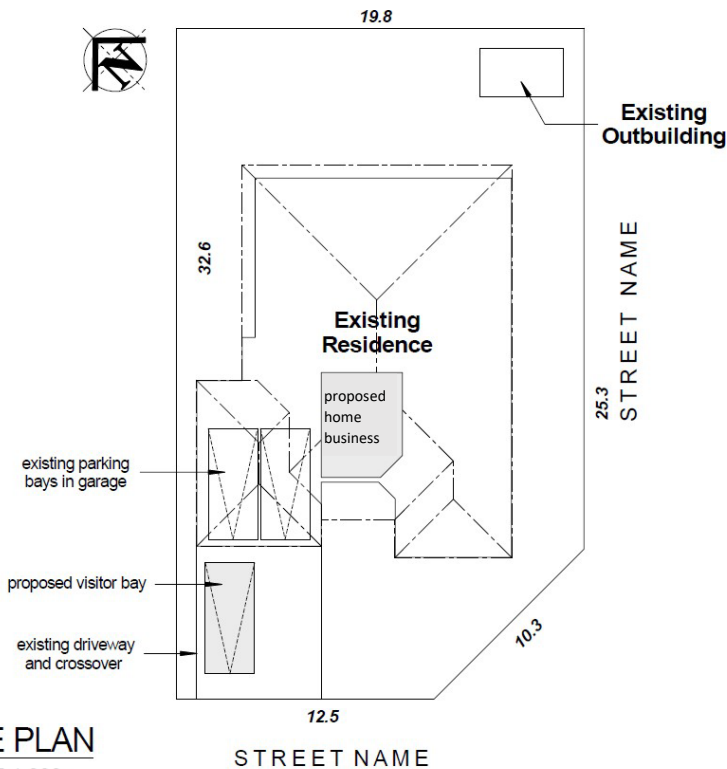 19.8
N
Existing
Outbuilding
32.6
STREET NAME
Existing
Residence
25.3
proposed
home
business
existing parking
bays in garage
proposed visitor bay
10.3
existing driveway
and crossover
12.5
E PLAN
STREET NAME